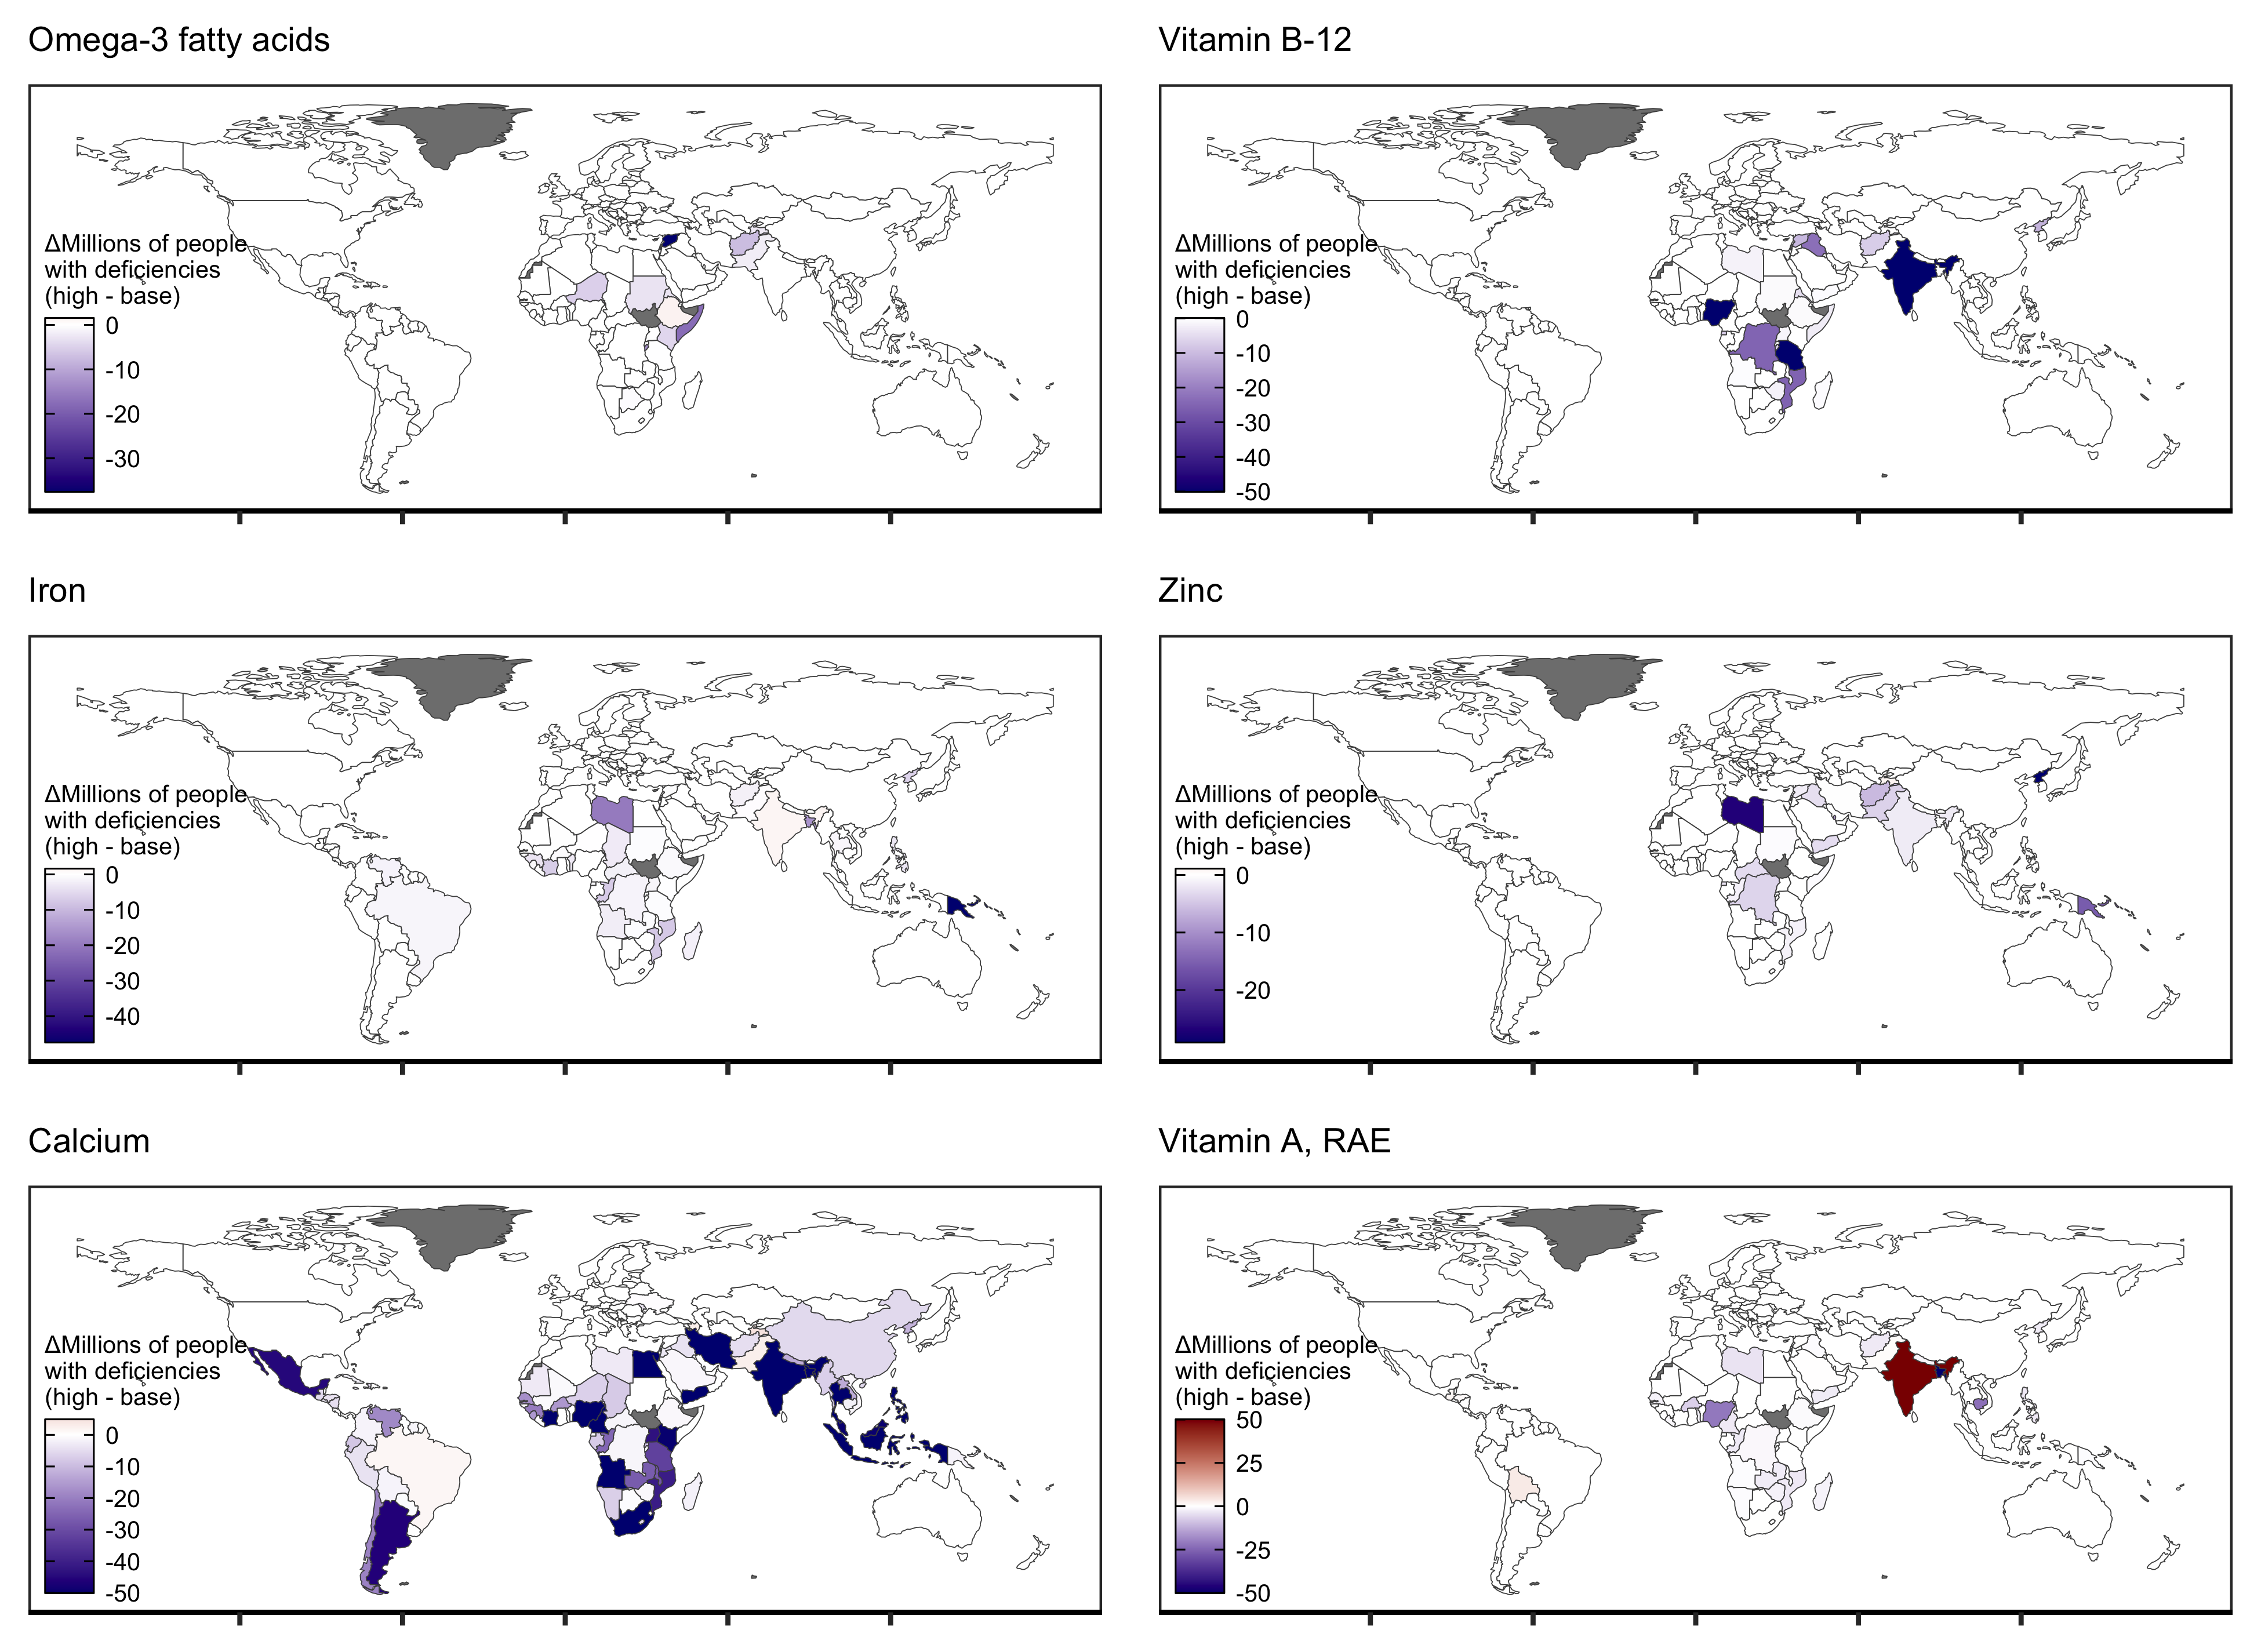 Omega-3 fatty acids
ΔMillions of people
with deficiencies
(high - base)
0
-10
-20
-30
Vitamin B-12
ΔMillions of people
with deficiencies
(high - base)
0
-10
-20
-30
-40
-50
Iron
ΔMillions of people
with deficiencies
(high - base)
0
-10
-20
-30
-40
Zinc
ΔMillions of people
with deficiencies
(high - base)
0
-10
-20
Calcium
ΔMillions of people
with deficiencies
(high - base)
0
-10
-20
-30
-40
-50
Vitamin A, RAE
ΔMillions of people
with deficiencies
(high - base)
50
25
0
-25
-50